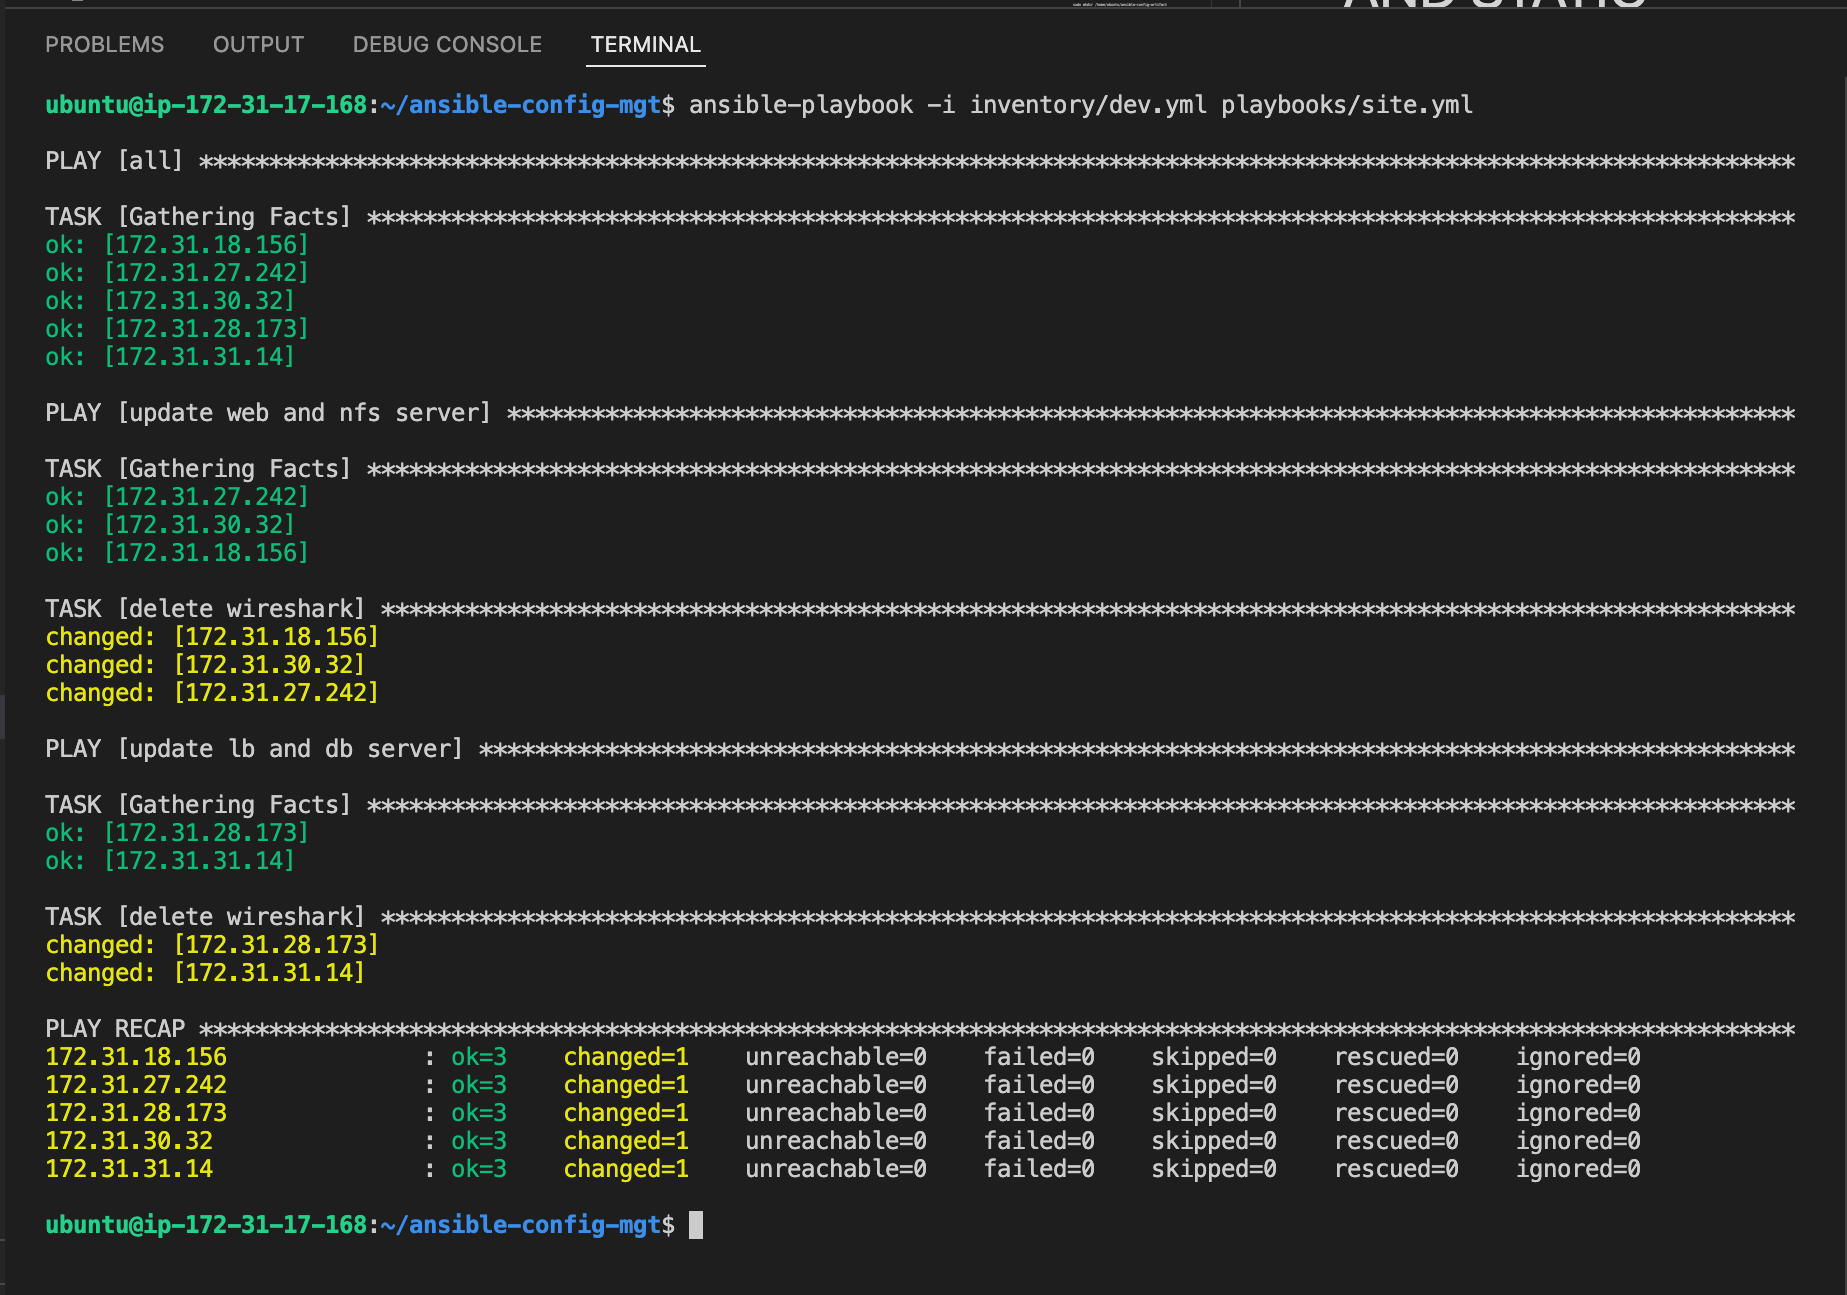 sudo mkdir /home/ubuntu/ansible-config-artifact
AND STATIC
PROBLEMS OUTPUT DEBUG CONSOLE TERMINAL
ubuntu@ip-172-31-17-168:~/ansible-config-mgt$ ansible-playbook -i inventory/dev.yml playbooks/site.yml
PLAY [all] ******************************************************************************************************************
TASK [Gathering Facts] ******************************************************************************************************
ok: [172.31.18.156]
ok: [172.31.27.242]
ok: [172.31.30.32]
ok: [172.31.28.173]
ok: [172.31.31.14]
PLAY [update web and nfs server] ********************************************************************************************
TASK [Gathering Facts] ******************************************************************************************************
ok: [172.31.27.242]
ok: [172.31.30.32]
ok: [172.31.18.156]
TASK [delete wireshark] *****************************************************************************************************
changed: [172.31.18.156]
changed: [172.31.30.32]
changed: [172.31.27.242]
PLAY [update lb and db server] **********************************************************************************************
TASK [Gathering Facts] ******************************************************************************************************
ok: [172.31.28.173]
ok: [172.31.31.14]
TASK [delete wireshark] *****************************************************************************************************
changed: [172.31.28.173]
changed: [172.31.31.14]
PLAY RECAP ******************************************************************************************************************
172.31.18.156 : ok=3 changed=1 unreachable=0 failed=0 skipped=0 rescued=0 ignored=0
172.31.27.242 : ok=3 changed=1 unreachable=0 failed=0 skipped=0 rescued=0 ignored=0
172.31.28.173 : ok=3 changed=1 unreachable=0 failed=0 skipped=0 rescued=0 ignored=0
172.31.30.32 : ok=3 changed=1 unreachable=0 failed=0 skipped=0 rescued=0 ignored=0
172.31.31.14 : ok=3 changed=1 unreachable=0 failed=0 skipped=0 rescued=0 ignored=0
ubuntu@ip-172-31-17-168:~/ansible-config-mgt$